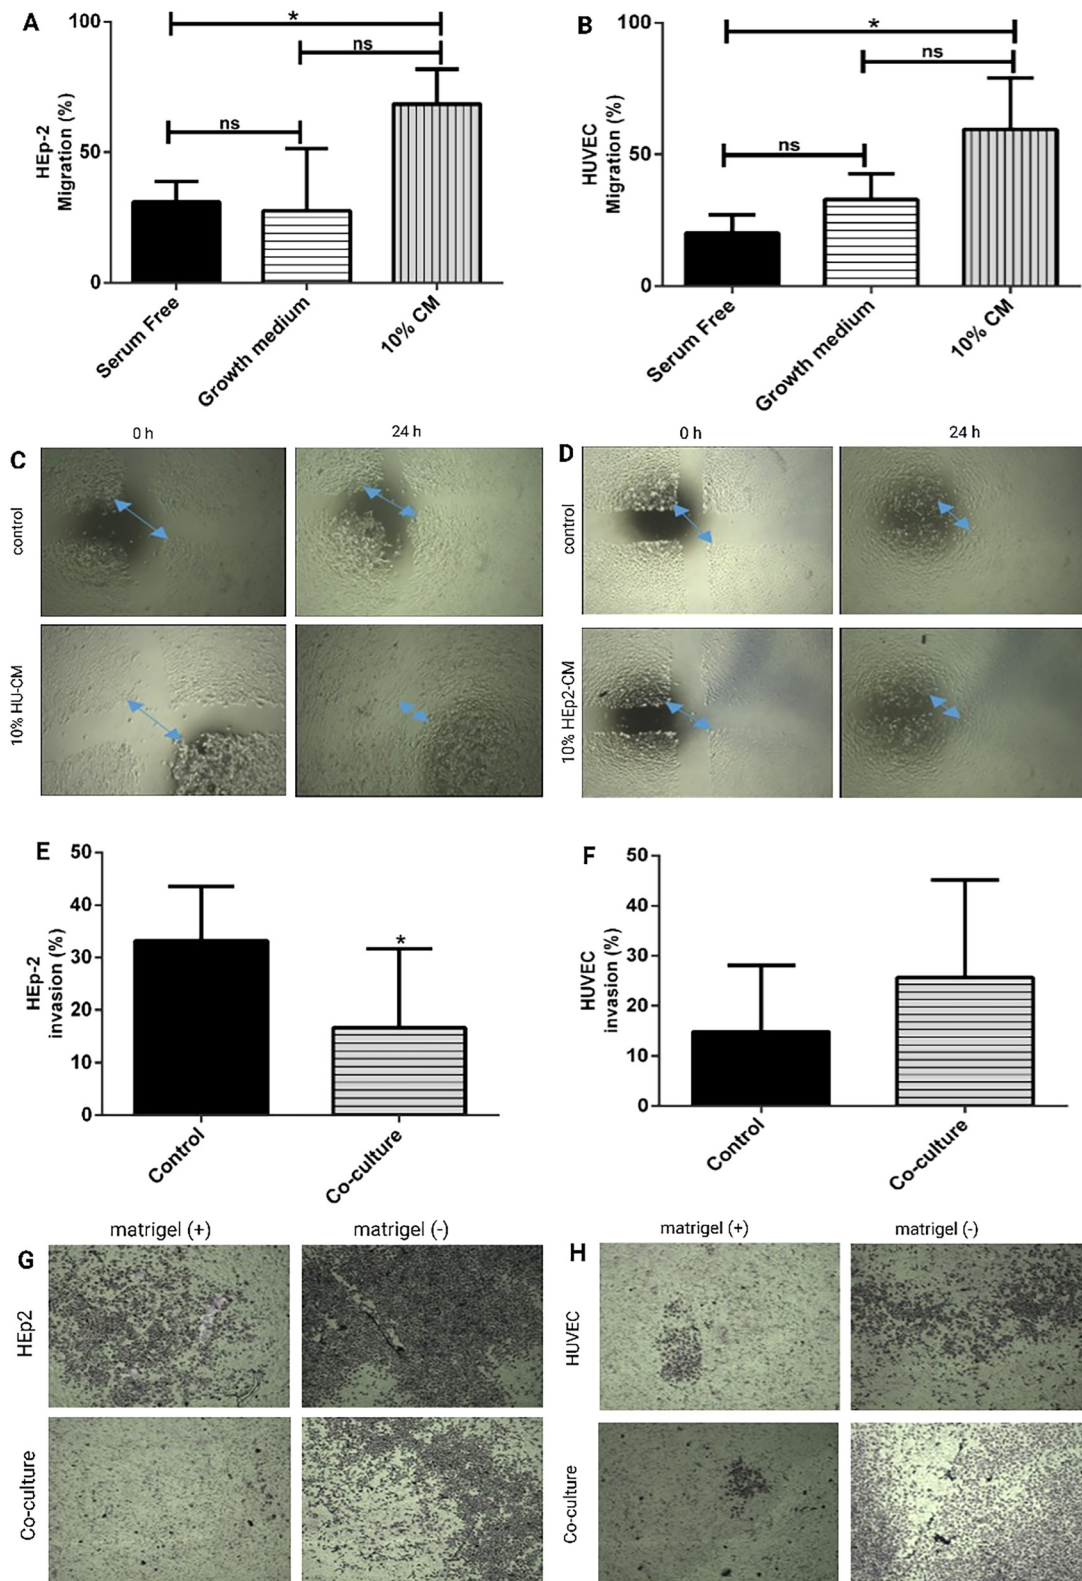 A
HEp-2
Migration (%)
100
50
0
*
ns
ns
Serum Free
Growth medium
10% CM
B
HUVEC
Migration (%)
100
50
0
*
ns
ns
Serum Free
Growth medium
10% CM
C
0 h
24 h
control
10% HU-CM
D
0 h
24 h
control
10% HEp2-CM
E
HEp-2
invasion (%)
50
40
30
20
10
0
*
Control
Co-culture
F
HUVEC
invasion (%)
50
40
30
20
10
0
Control
Co-culture
G
matrigel (+)
matrigel (-)
HEp2
Co-culture
H
matrigel (+)
matrigel (-)
HUVEC
Co-culture